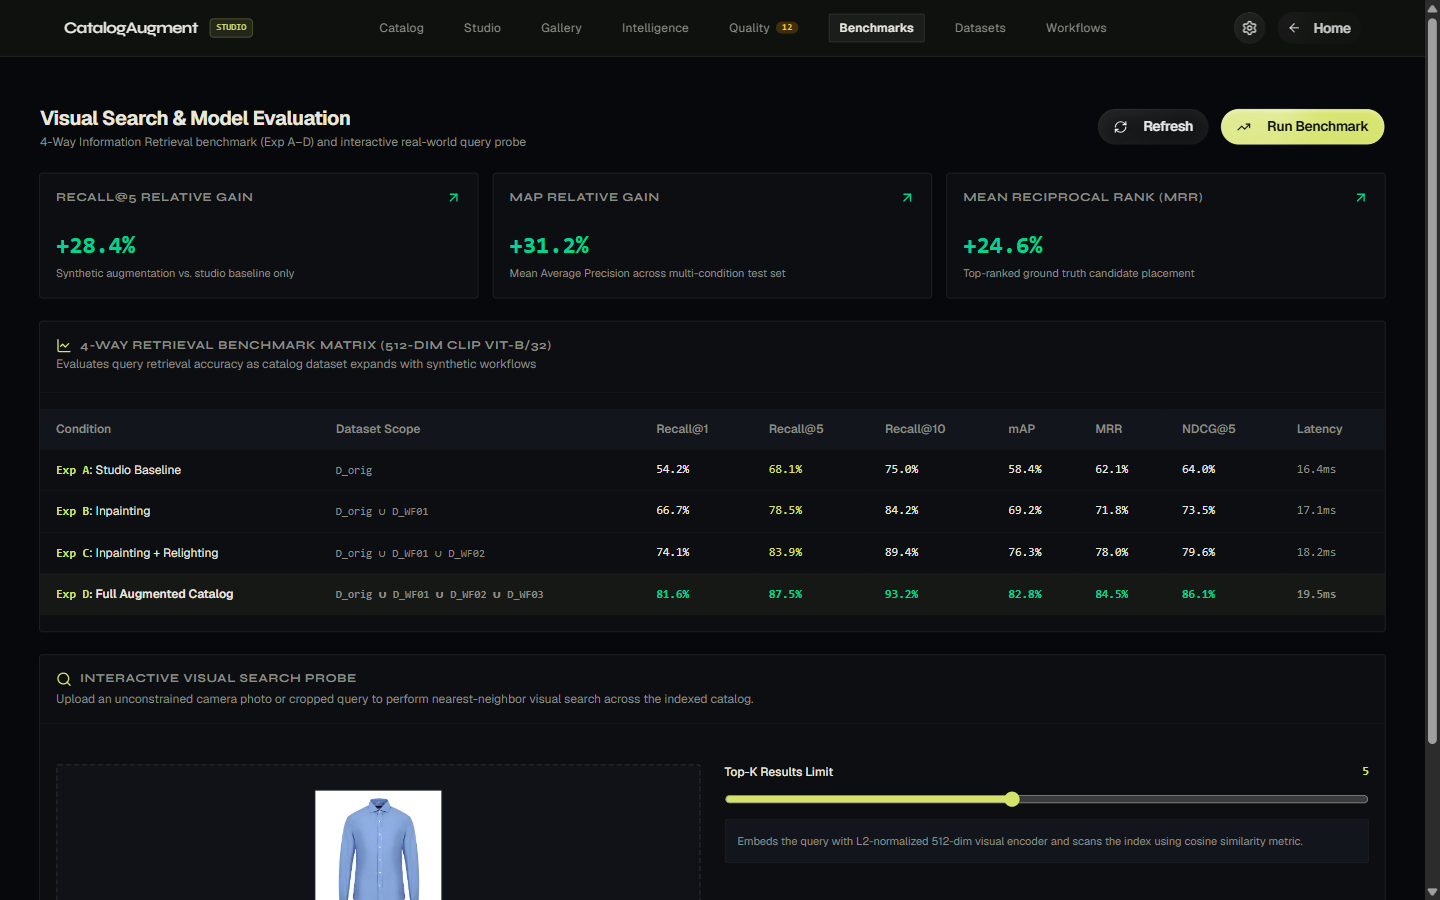 CatalogAugment STUDIO Catalog Studio Gallery Intelligence Quality 12 Benchmarks Datasets Workflows Home
Visual Search & Model Evaluation
4-Way Information Retrieval benchmark (Exp A–D) and interactive real-world query probe
Refresh
Run Benchmark
RECALL@5 RELATIVE GAIN
+28.4%
Synthetic augmentation vs. studio baseline only
MAP RELATIVE GAIN
+31.2%
Mean Average Precision across multi-condition test set
MEAN RECIPROCAL RANK (MRR)
+24.6%
Top-ranked ground truth candidate placement
4-WAY RETRIEVAL BENCHMARK MATRIX (512-DIM CLIP VIT-B/32)
Evaluates query retrieval accuracy as catalog dataset expands with synthetic workflows
Condition Dataset Scope Recall@1 Recall@5 Recall@10 mAP MRR NDCG@5 Latency
Exp A: Studio Baseline D_orig 54.2% 68.1% 75.0% 58.4% 62.1% 64.0% 16.4ms
Exp B: Inpainting D_orig ∪ D_WF01 66.7% 78.5% 84.2% 69.2% 71.8% 73.5% 17.1ms
Exp C: Inpainting + Relighting D_orig ∪ D_WF01 ∪ D_WF02 74.1% 83.9% 89.4% 76.3% 78.0% 79.6% 18.2ms
Exp D: Full Augmented Catalog D_orig ∪ D_WF01 ∪ D_WF02 ∪ D_WF03 81.6% 87.5% 93.2% 82.8% 84.5% 86.1% 19.5ms
INTERACTIVE VISUAL SEARCH PROBE
Upload an unconstrained camera photo or cropped query to perform nearest-neighbor visual search across the indexed catalog.
Top-K Results Limit 5
Embeds the query with L2-normalized 512-dim visual encoder and scans the index using cosine similarity metric.